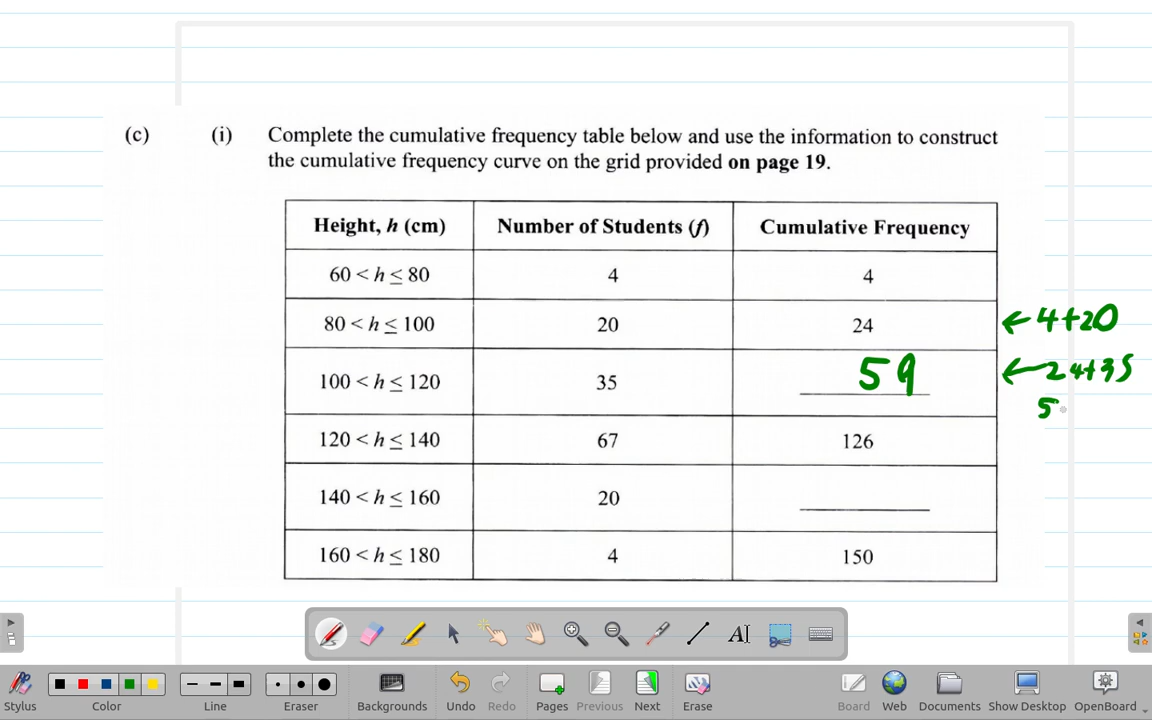 (c) (i) Complete the cumulative frequency table below and use the information to construct
the cumulative frequency curve on the grid provided on page 19.
Height, h (cm) Number of Students (f) Cumulative Frequency
60 < h ≤ 80 4 4
80 < h ≤ 100 20 24 ← 4+20
100 < h ≤ 120 35 59 ← 24+35
5
120 < h ≤ 140 67 126
140 < h ≤ 160 20
160 < h ≤ 180 4 150
Stylus Color Line Eraser Backgrounds Undo Redo Pages Previous Next Erase Board Web Documents Show Desktop OpenBoard